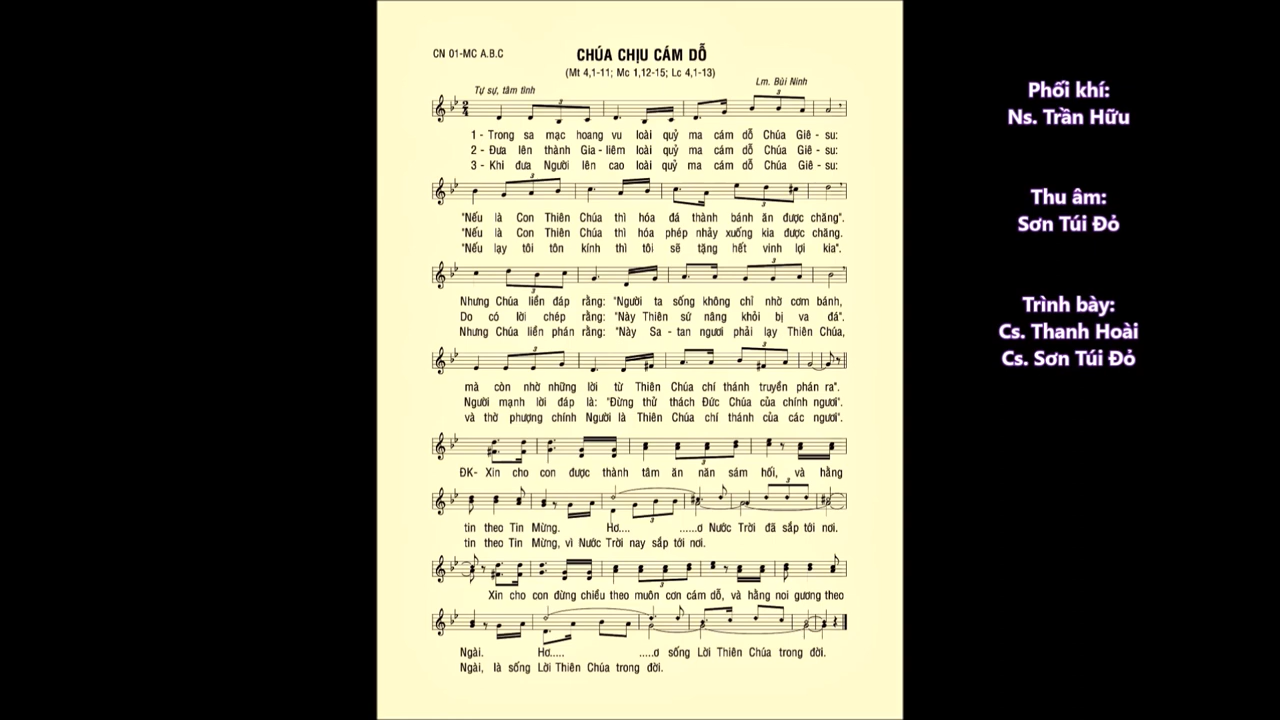 CN 01-MC A.B.C
CHÚA CHỊU CÁM DỖ
(Mt 4,1-11; Mc 1,12-15; Lc 4,1-13)
Tự sự, tâm tình
Lm. Bùi Ninh
1 - Trong sa mạc hoang vu loài quỷ ma cám dỗ Chúa Giê - su:
2 - Đưa lên thành Gia - liêm loài quỷ ma cám dỗ Chúa Giê - su:
3 - Khi đưa Người lên cao loài quỷ ma cám dỗ Chúa Giê - su:
"Nếu là Con Thiên Chúa thì hóa đá thành bánh ăn được chăng".
"Nếu là Con Thiên Chúa thì hóa phép nhảy xuống kia được chăng.
"Nếu lạy tôi tôn kính thì tôi sẽ tặng hết vinh lợi kia".
Nhưng Chúa liền đáp rằng: "Người ta sống không chỉ nhờ cơm bánh,
Do có lời chép rằng: "Này Thiên sứ nâng khỏi bị va đá".
Nhưng Chúa liền phán rằng: "Này Sa - tan ngươi phải lạy Thiên Chúa,
mà còn nhờ những lời từ Thiên Chúa chí thánh truyền phán ra".
Người mạnh lời đáp là: "Đừng thử thách Đức Chúa của chính ngươi".
và thờ phượng chính Người là Thiên Chúa chí thánh của các ngươi".
ĐK- Xin cho con được thành tâm ăn năn sám hối, và hằng
tin theo Tin Mừng. Hơ.... ......ơ Nước Trời đã sắp tới nơi.
tin theo Tin Mừng, vì Nước Trời nay sắp tới nơi.
Xin cho con đừng chiều theo muôn cơn cám dỗ, và hằng noi gương theo
Ngài. Hơ..... .....ơ sống Lời Thiên Chúa trong đời.
Ngài, là sống Lời Thiên Chúa trong đời.
Phối khí:
Ns. Trần Hữu
Thu âm:
Sơn Túi Đỏ
Trình bày:
Cs. Thanh Hoài
Cs. Sơn Túi Đỏ